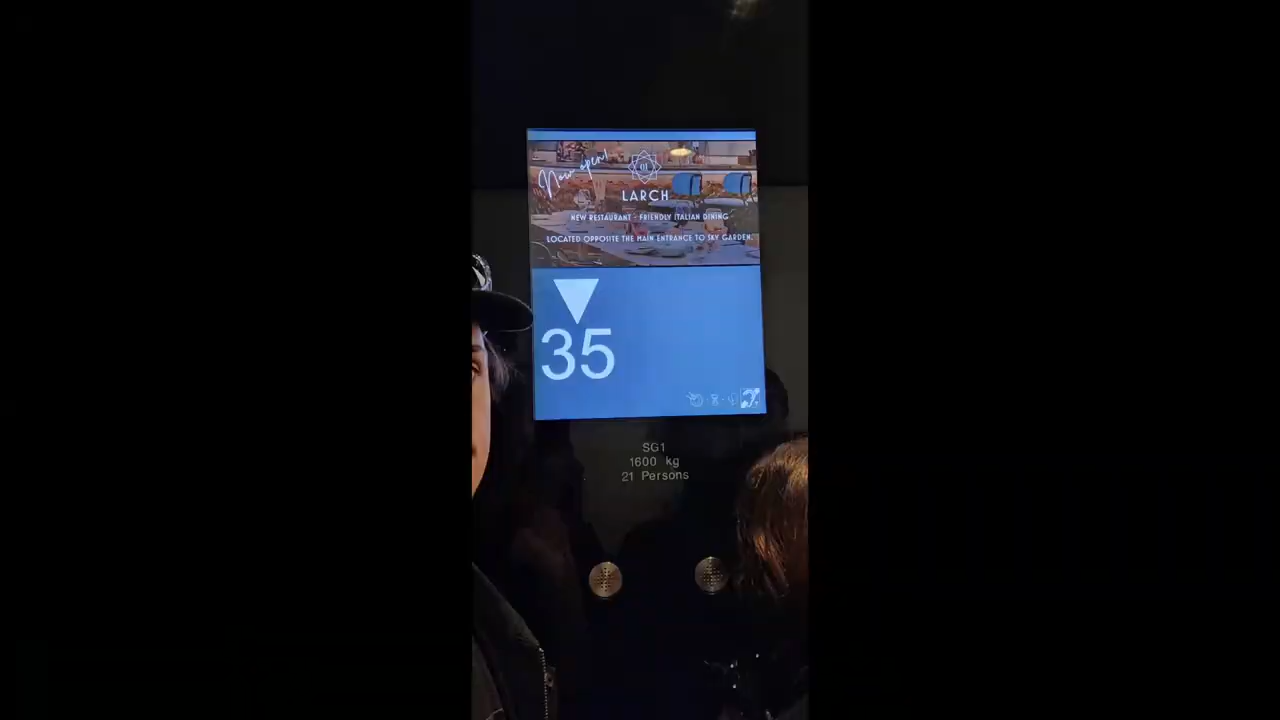 Now open!
LARCH
NEW RESTAURANT - FRIENDLY ITALIAN DINING
LOCATED OPPOSITE THE MAIN ENTRANCE TO SKY GARDEN.
35
SG1
1600 kg
21 Persons